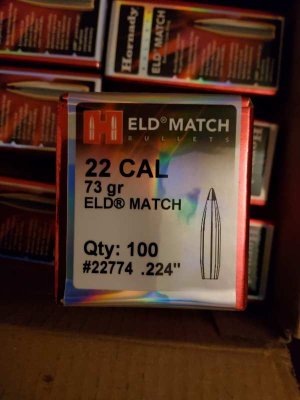 Hornady
ELD® MATCH
BULLETS
22 CAL
73 gr
ELD® MATCH
Qty: 100
#22774 .224"